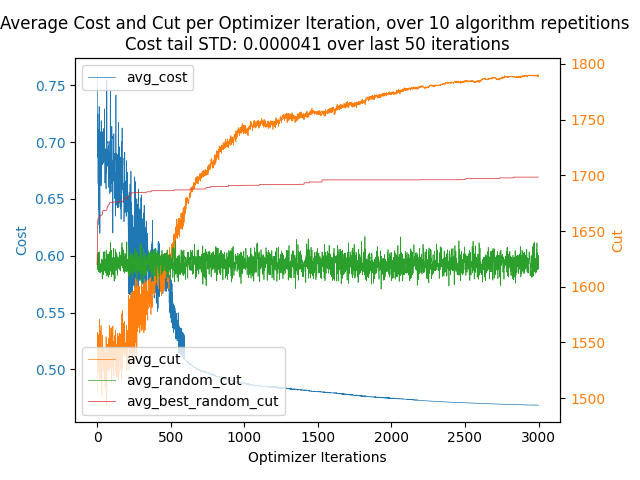 Average Cost and Cut per Optimizer Iteration, over 10 algorithm repetitions
Cost tail STD: 0.000041 over last 50 iterations
avg_cost
0.75
0.70
0.65
0.60
0.55
0.50
Cost
1800
1750
1700
1650
1600
1550
1500
Cut
avg_cut
avg_random_cut
avg_best_random_cut
0
500
1000
1500
2000
2500
3000
Optimizer Iterations